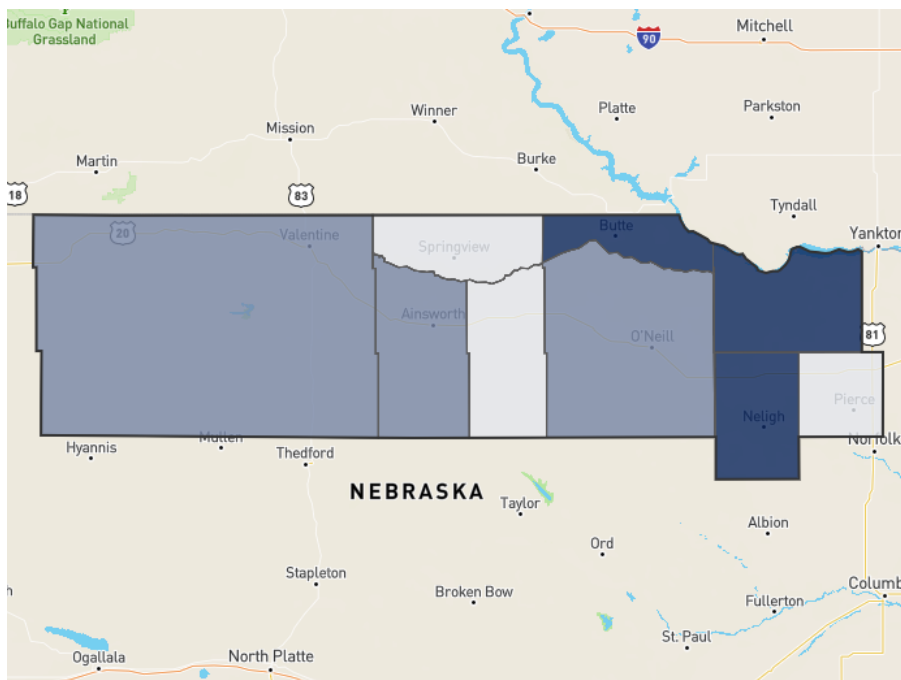 Buffalo Gap National
Grassland
90
Mitchell
Winner
Platte
Parkston
Mission
Burke
Martin
18
83
Tyndall
20
Valentine
Springview
Butte
Yankton
Ainsworth
O'Neill
81
Pierce
Neligh
Hyannis
Mullen
Thedford
Norfolk
NEBRASKA
Taylor
Albion
Ord
Stapleton
Broken Bow
Fullerton
Columb
h
St. Paul
Ogallala
North Platte